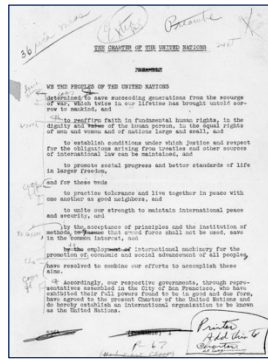 36
Preamble
THE CHARTER OF THE UNITED NATIONS
PREAMBLE
WE THE PEOPLES OF THE UNITED NATIONS
determined to save succeeding generations from the scourge
of war, which twice in our lifetime has brought untold sor-
row to mankind, and
to reaffirm faith in fundamental human rights, in the
dignity and value of the human person, in the equal rights
of men and women and of nations large and small, and
to establish conditions under which justice and respect
for the obligations arising from treaties and other sources
of international law can be maintained, and
to promote social progress and better standards of life
in larger freedom,
and for these ends
to practice tolerance and live together in peace with
one another as good neighbors, and
to unite our strength to maintain international peace
and security, and
by the acceptance of principles and the institution of
methods, that armed force shall not be used, save
in the common interest, and
by the employment of international machinery for the
promotion of economic and social advancement of all peoples,
have resolved to combine our efforts to accomplish these
aims.
Accordingly, our respective governments, through repre-
sentatives assembled in the City of San Francisco, who have
exhibited their full powers found to be in good and due form,
have agreed to the present Charter of the United Nations and
do hereby establish an international organization to be known
as the United Nations.
Printer
Add this to